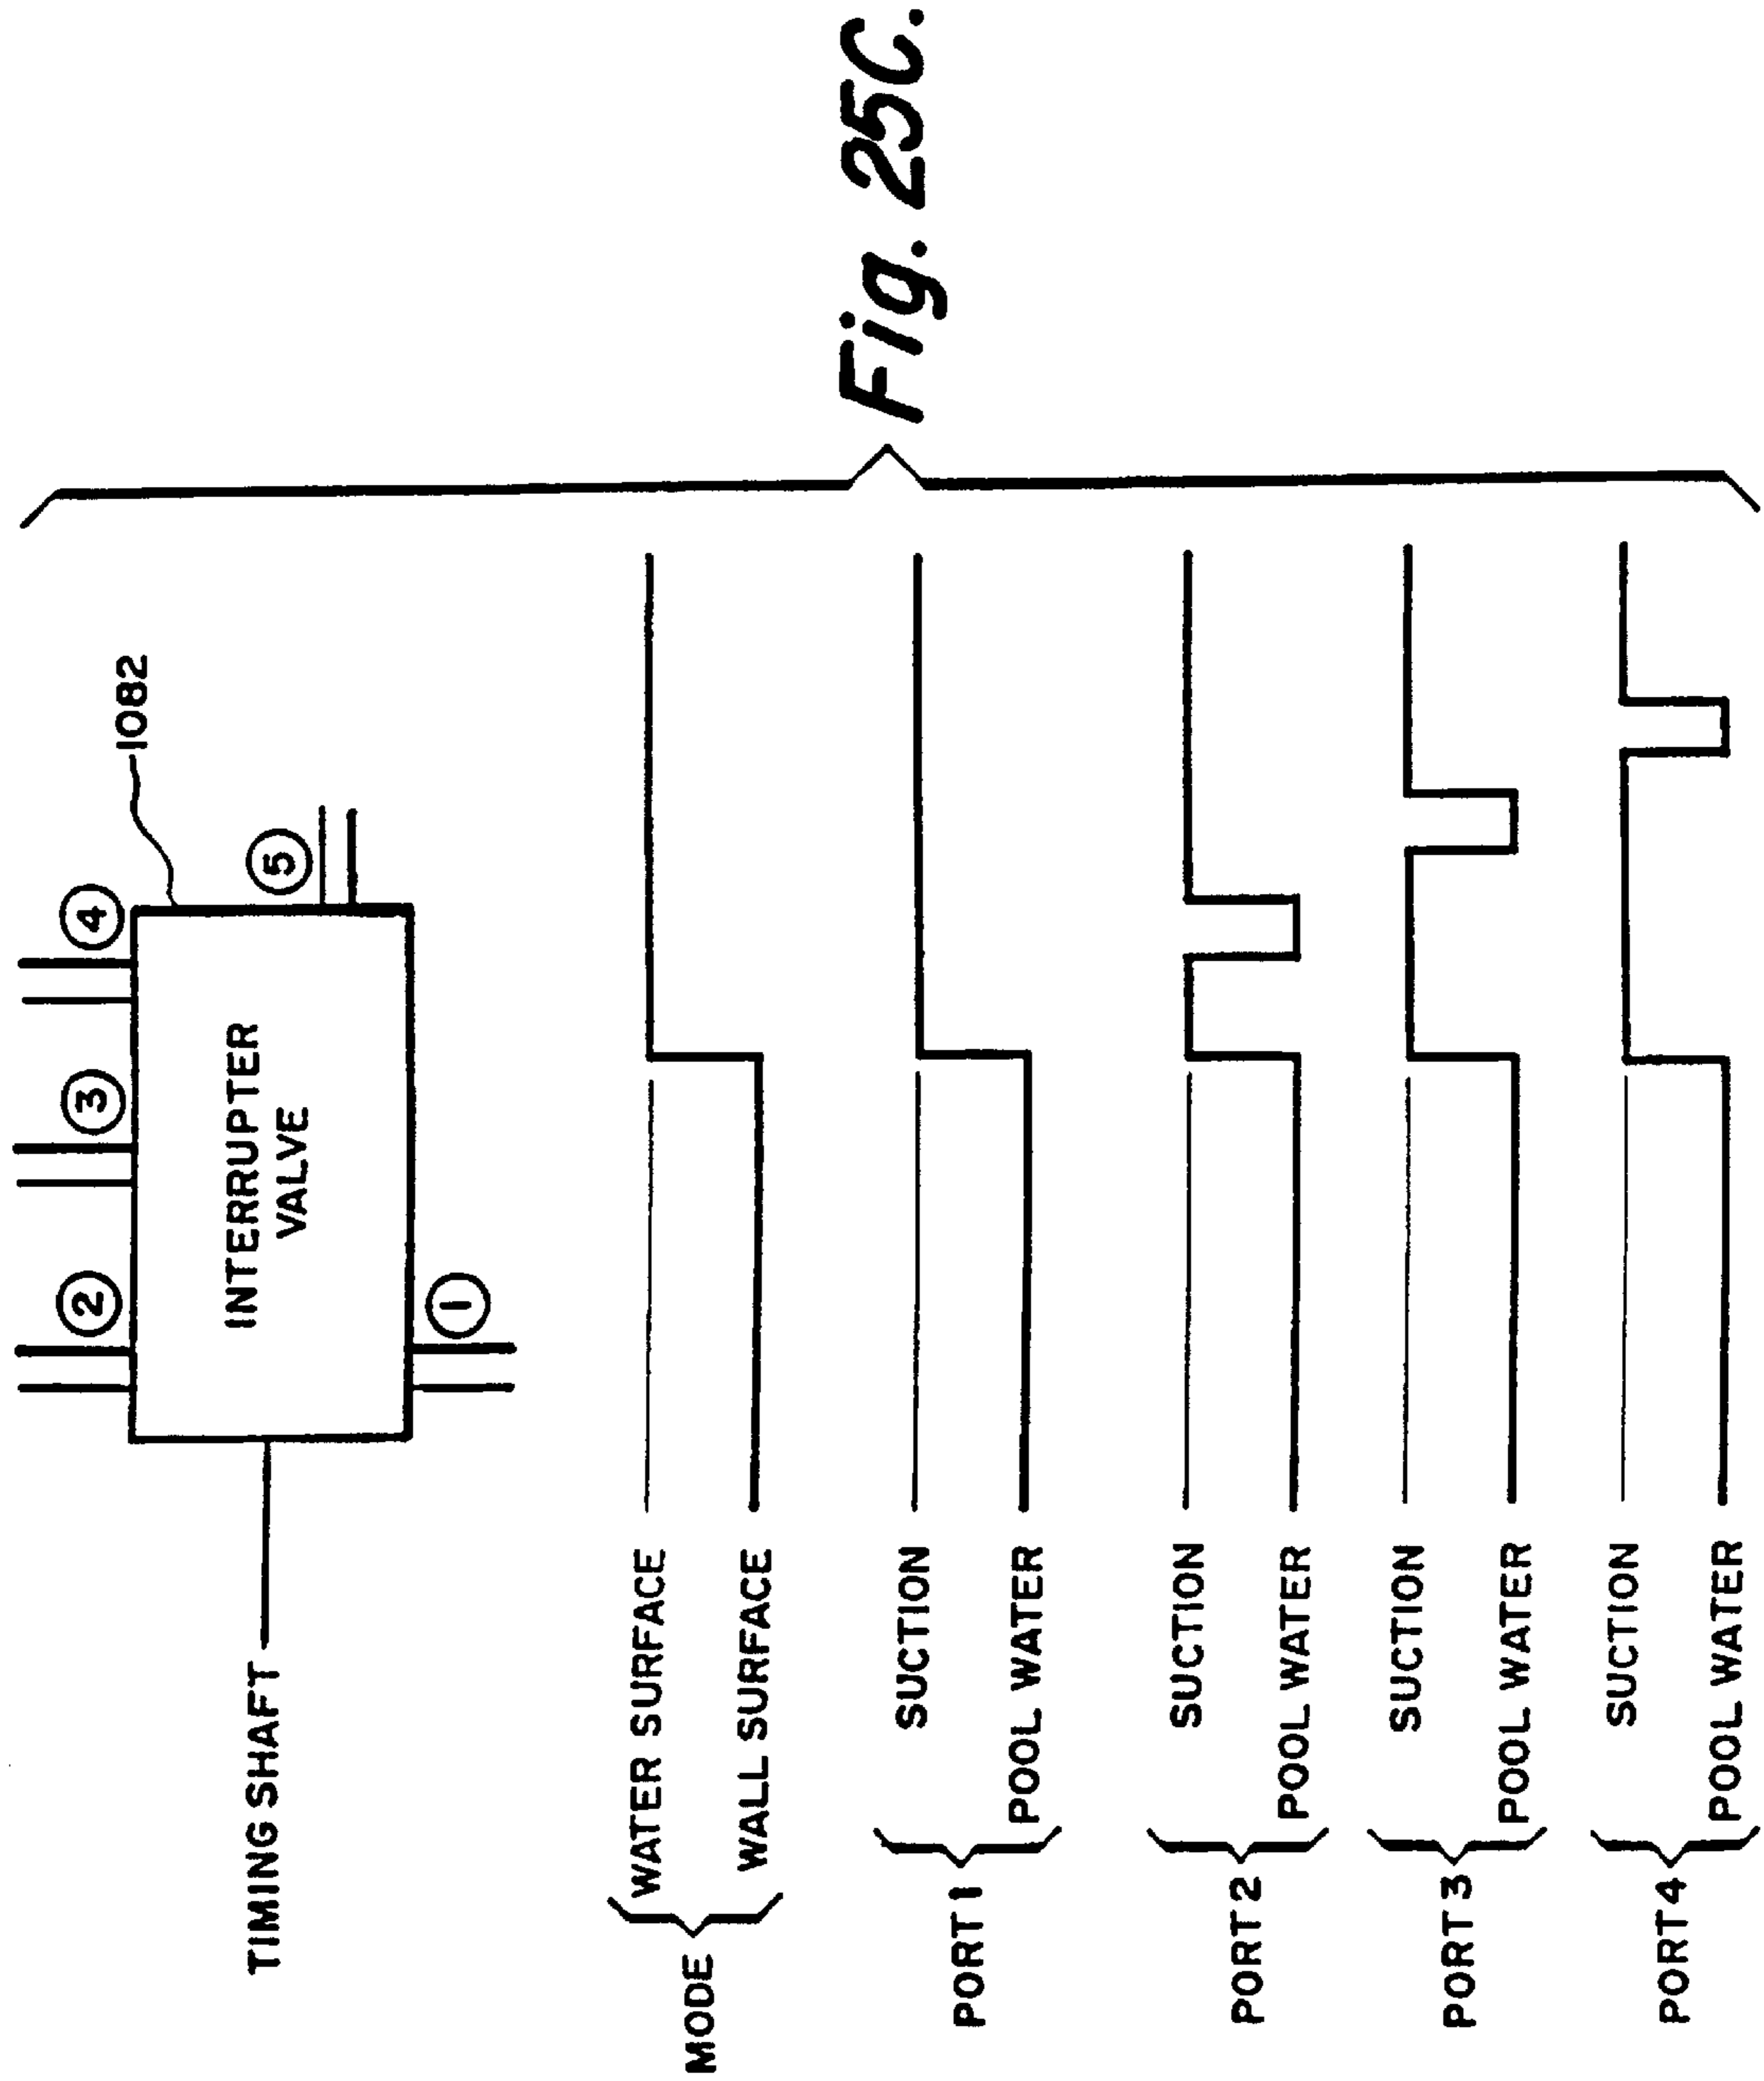 ②
③
④
1082
⑤
TIMING SHAFT
INTERRUPTER
VALVE
①
MODE
WATER SURFACE
WALL SURFACE
PORT 1
SUCTION
POOL WATER
PORT 2
SUCTION
POOL WATER
PORT 3
SUCTION
POOL WATER
PORT 4
SUCTION
POOL WATER
Fig. 25C.